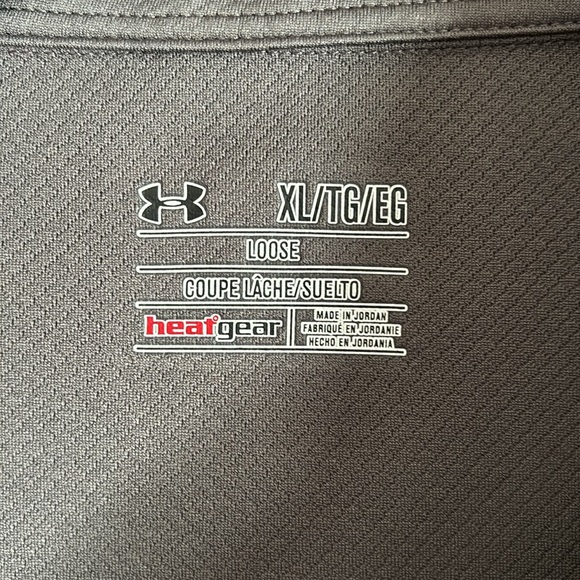 XL/TG/EG
LOOSE
COUPE LÂCHE/SUELTO
heatgear
MADE IN JORDAN
FABRIQUÉ EN JORDANIE
HECHO EN JORDANIA